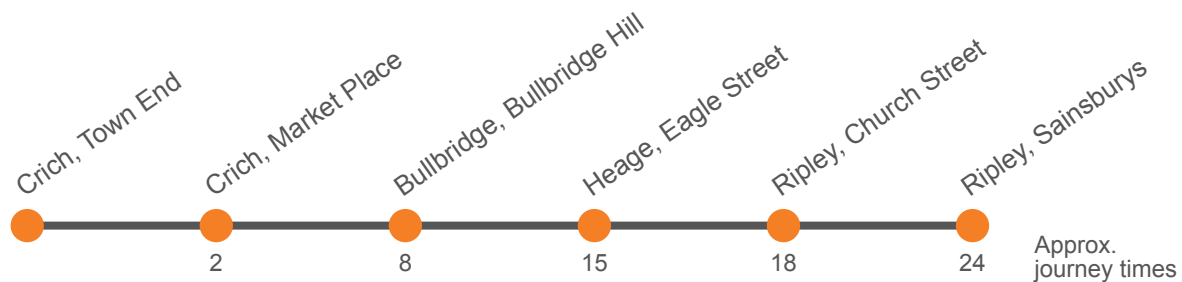 Crich, Town End
Crich, Market Place
Bullbridge, Bullbridge Hill
Heage, Eagle Street
Ripley, Church Street
Ripley, Sainsburys
2
8
15
18
24
Approx.
journey times